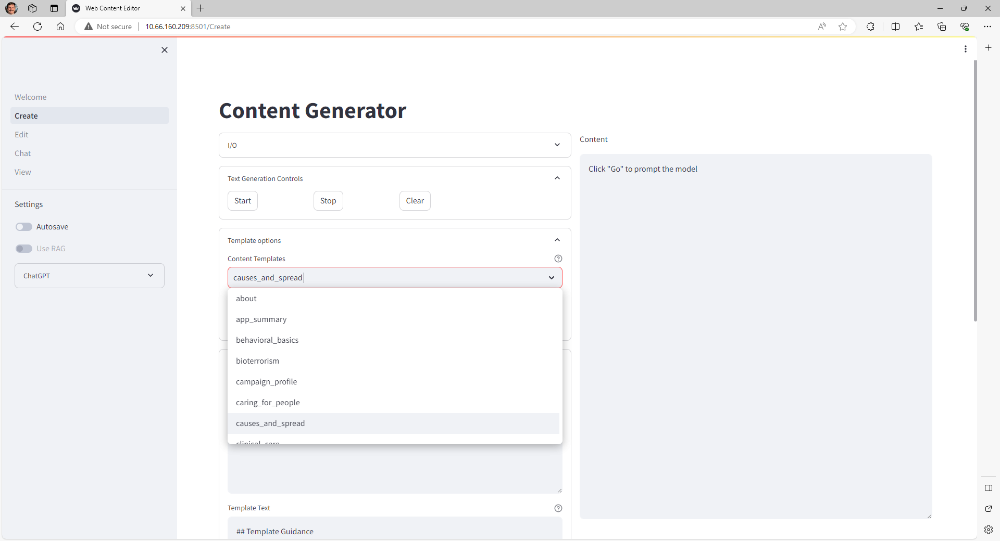 Web Content Editor
Not secure
10.66.160.209:8501/Create
Welcome
Create
Edit
Chat
View
Settings
Autosave
Use RAG
ChatGPT
Content Generator
I/O
Text Generation Controls
Start
Stop
Clear
Template options
Content Templates
causes_and_spread
about
app_summary
behavioral_basics
bioterrorism
campaign_profile
caring_for_people
causes_and_spread
clinical_care
Template Text
## Template Guidance
Content
Click "Go" to prompt the model